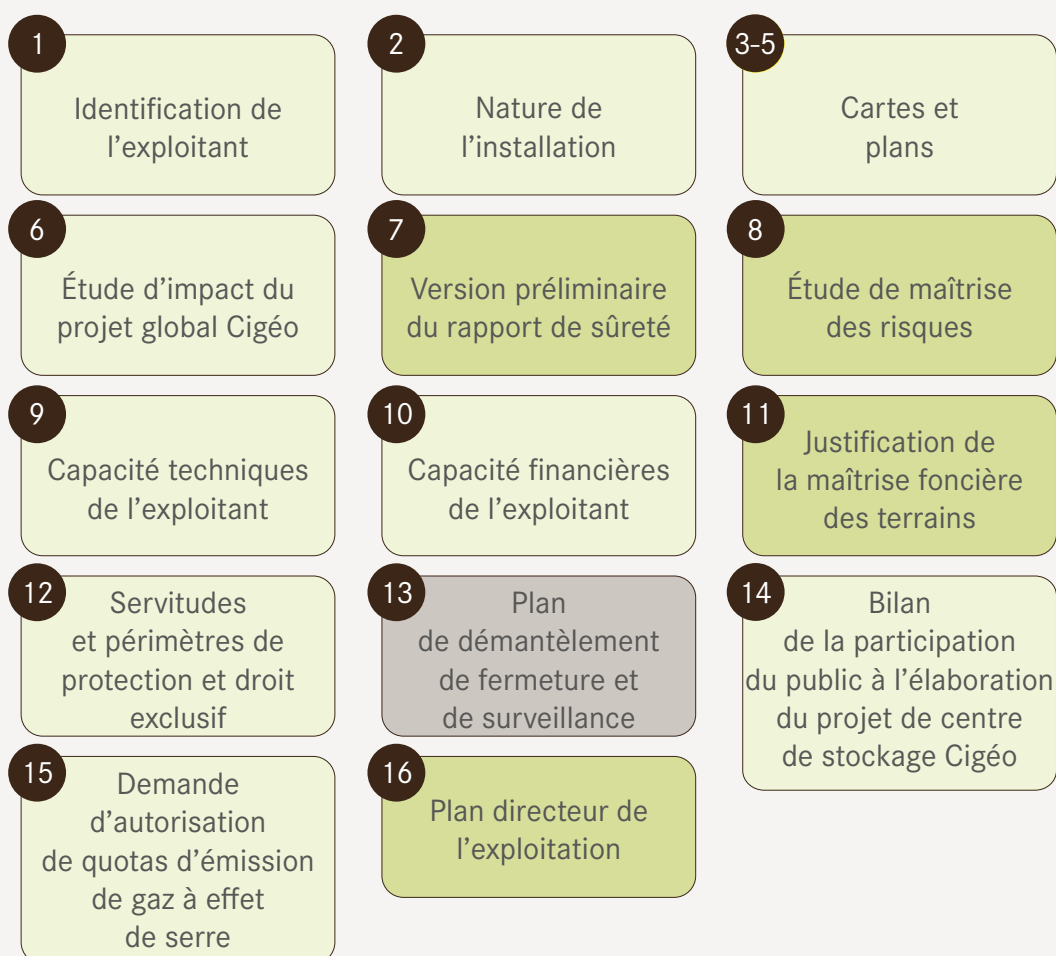 1
Identification de
l'exploitant
2
Nature de
l'installation
3-5
Cartes et
plans
6
Étude d'impact du
projet global Cigéo
7
Version préliminaire
du rapport de sûreté
8
Étude de maîtrise
des risques
9
Capacité techniques
de l'exploitant
10
Capacité financières
de l'exploitant
11
Justification de
la maîtrise foncière
des terrains
12
Servitudes
et périmètres de
protection et droit
exclusif
13
Plan
de démantèlement
de fermeture et
de surveillance
14
Bilan
de la participation
du public à l'élaboration
du projet de centre
de stockage Cigéo
15
Demande
d'autorisation
de quotas d'émission
de gaz à effet
de serre
16
Plan directeur de
l'exploitation